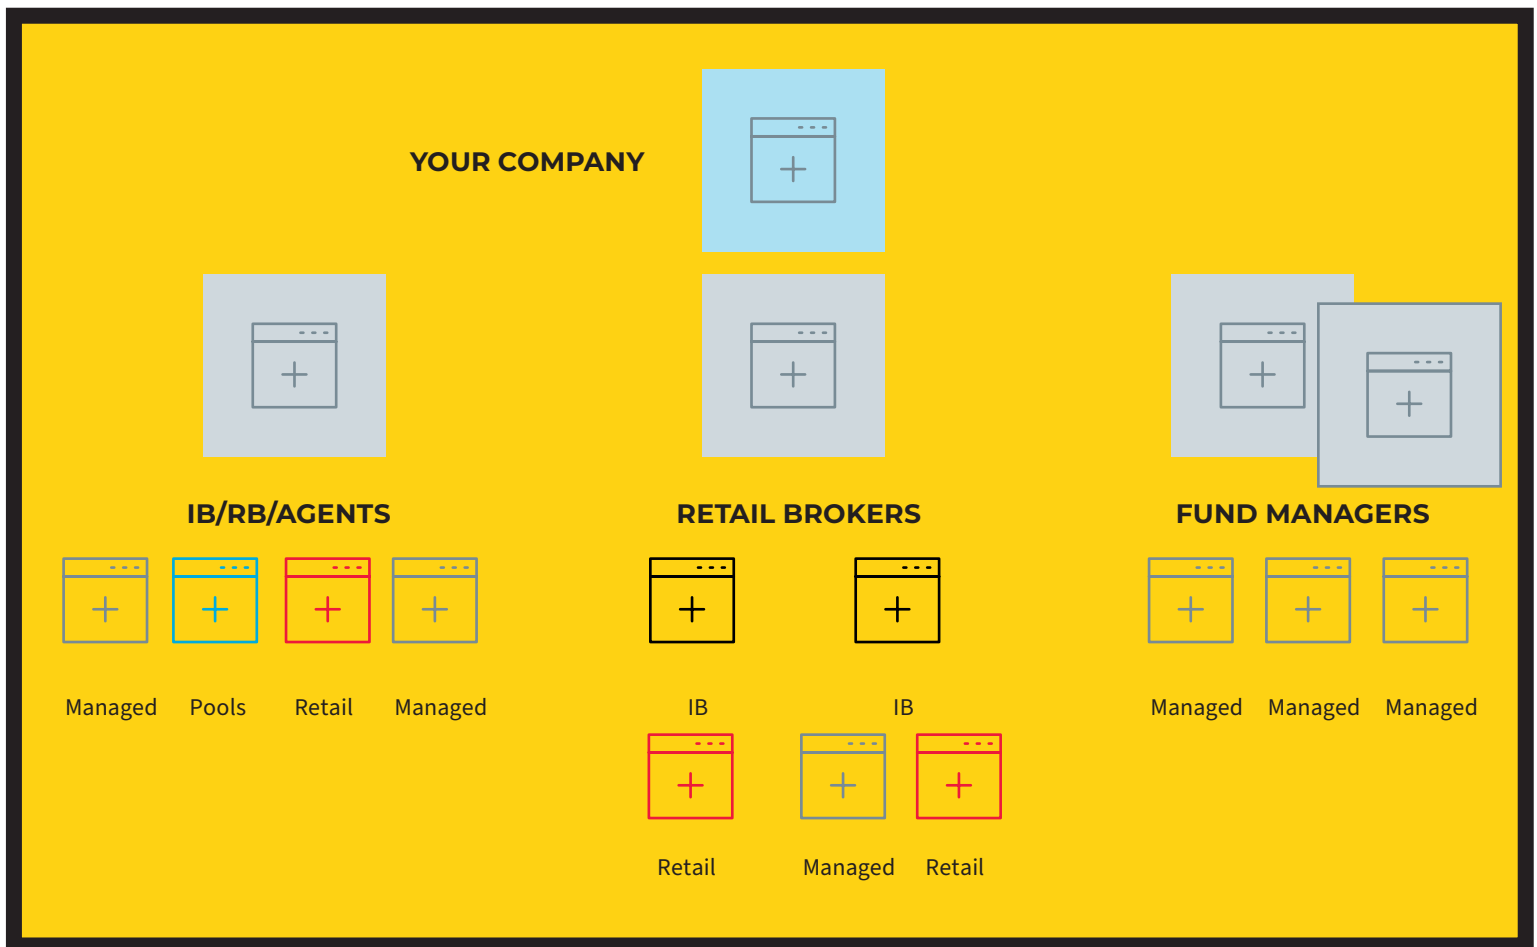 YOUR COMPANY
IB/RB/AGENTS
RETAIL BROKERS
FUND MANAGERS
Managed
Pools
Retail
Managed
IB
IB
Managed
Managed
Managed
Retail
Managed
Retail